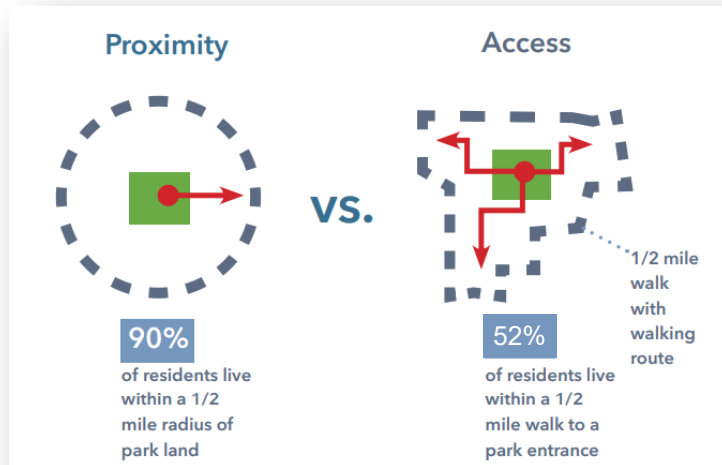 Proximity
Access
vs.
1/2 mile
walk
with
walking
route
90%
of residents live
within a 1/2
mile radius of
park land
52%
of residents live
within a 1/2
mile walk to a
park entrance